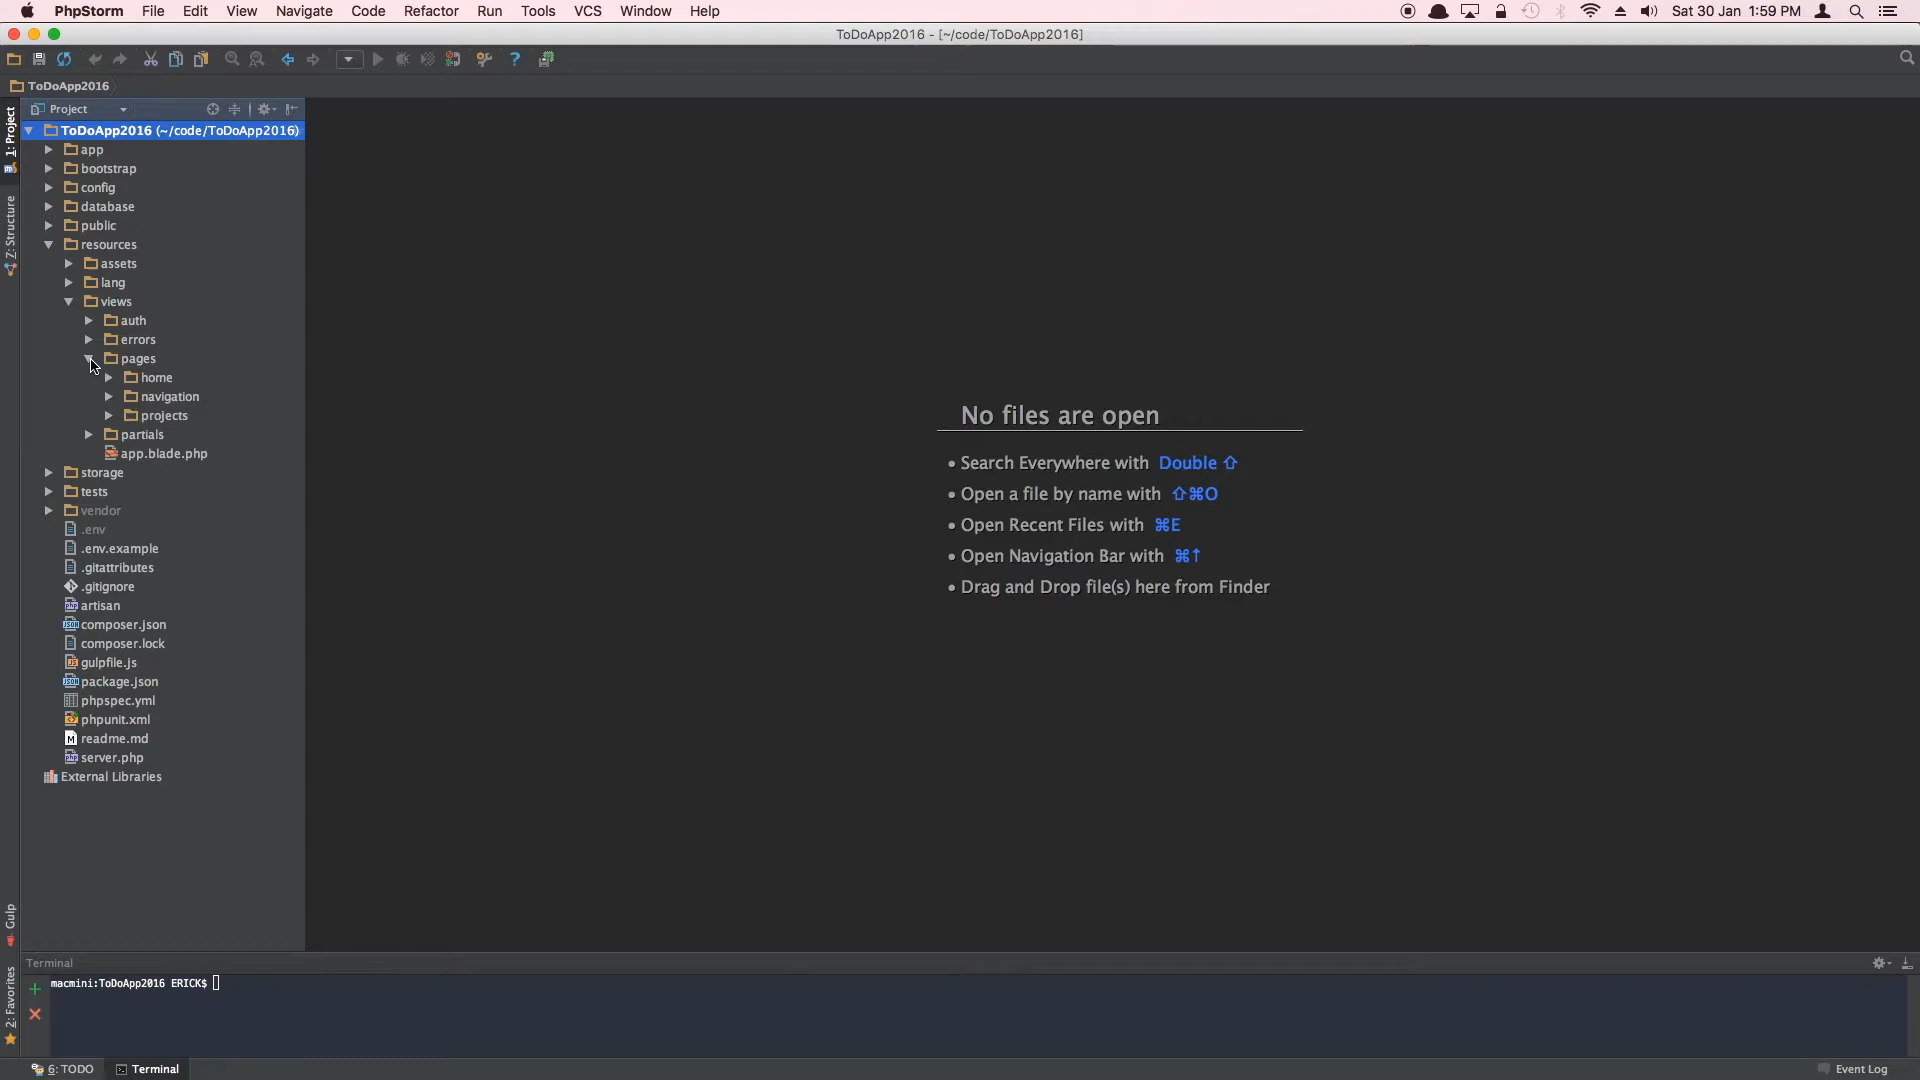 PhpStorm File Edit View Navigate Code Refactor Run Tools VCS Window Help Sat 30 Jan 1:59 PM
ToDoApp2016 - [~/code/ToDoApp2016]
ToDoApp2016
Project
1: Project
Z: Structure
Gulp
2: Favorites
ToDoApp2016 (~/code/ToDoApp2016)
app
bootstrap
config
database
public
resources
assets
lang
views
auth
errors
pages
home
navigation
projects
partials
app.blade.php
storage
tests
vendor
.env
.env.example
.gitattributes
.gitignore
artisan
composer.json
composer.lock
gulpfile.js
package.json
phpspec.yml
phpunit.xml
readme.md
server.php
External Libraries
No files are open
• Search Everywhere with Double ⇧
• Open a file by name with ⇧⌘O
• Open Recent Files with ⌘E
• Open Navigation Bar with ⌘↑
• Drag and Drop file(s) here from Finder
Terminal
macmini:ToDoApp2016 ERICK$
6: TODO Terminal Event Log